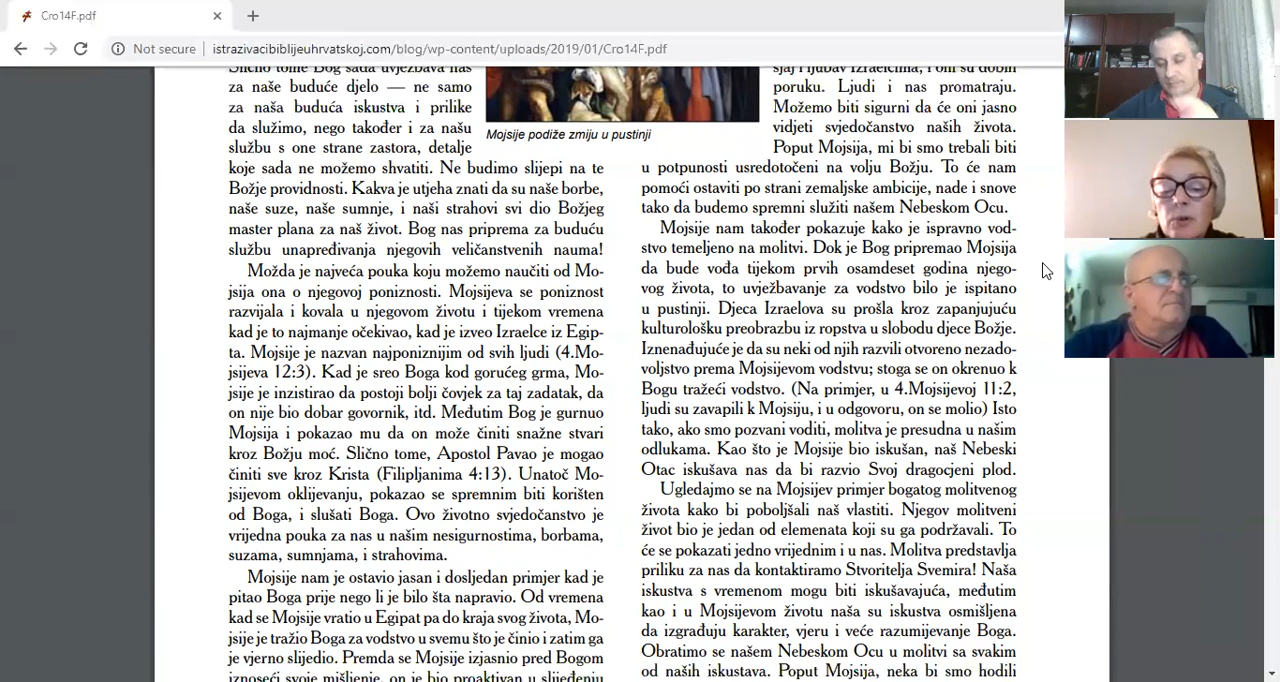 Cro14F.pdf
Not secure
istrazivacibiblijeuhrvatskoj.com/blog/wp-content/uploads/2019/01/Cro14F.pdf
Slično tome Bog sada uvježbava nas
za naše buduće djelo — ne samo
za naša buduća iskustva i prilike
da služimo, nego također i za našu
službu s one strane zastora, detalje
koje sada ne možemo shvatiti. Ne budimo slijepi na te
Božje providnosti. Kakva je utjeha znati da su naše borbe,
naše suze, naše sumnje, i naši strahovi svi dio Božjeg
master plana za naš život. Bog nas priprema za buduću
službu unapređivanja njegovih veličanstvenih nauma!
Možda je najveća pouka koju možemo naučiti od Mo-
jsija ona o njegovoj poniznosti. Mojsijeva se poniznost
razvijala i kovala u njegovom životu i tijekom vremena
kad je to najmanje očekivao, kad je izveo Izraelce iz Egip-
ta. Mojsije je nazvan najponiznijim od svih ljudi (4.Mo-
jsijeva 12:3). Kad je sreo Boga kod gorućeg grma, Mo-
jsije je inzistirao da postoji bolji čovjek za taj zadatak, da
on nije bio dobar govornik, itd. Međutim Bog je gurnuo
Mojsija i pokazao mu da on može činiti snažne stvari
kroz Božju moć. Slično tome, Apostol Pavao je mogao
činiti sve kroz Krista (Filipljanima 4:13). Unatoč Mo-
jsijevom oklijevanju, pokazao se spremnim biti korišten
od Boga, i slušati Boga. Ovo životno svjedočanstvo je
vrijedna pouka za nas u našim nesigurnostima, borbama,
suzama, sumnjama, i strahovima.
Mojsije nam je ostavio jasan i dosljedan primjer kad je
pitao Boga prije nego li je bilo šta napravio. Od vremena
kad se Mojsije vratio u Egipat pa do kraja svog života, Mo-
jsije je tražio Boga za vodstvo u svemu što je činio i zatim ga
je vjerno slijedio. Premda se Mojsije izjasnio pred Bogom
iznoseći svoje mišljenje, on je bio proaktivan u slijeđenju
Mojsije podiže zmiju u pustinji
sjaj i ljubav Izraelcima, i oni su dobili
poruku. Ljudi i nas promatraju.
Možemo biti sigurni da će oni jasno
vidjeti svjedočanstvo naših života.
Poput Mojsija, mi bi smo trebali biti
u potpunosti usredotočeni na volju Božju. To će nam
pomoći ostaviti po strani zemaljske ambicije, nade i snove
tako da budemo spremni služiti našem Nebeskom Ocu.
Mojsije nam također pokazuje kako je ispravno vod-
stvo temeljeno na molitvi. Dok je Bog pripremao Mojsija
da bude vođa tijekom prvih osamdeset godina njego-
vog života, to uvježbavanje za vodstvo bilo je ispitano
u pustinji. Djeca Izraelova su prošla kroz zapanjujuću
kulturološku preobrazbu iz ropstva u slobodu djece Božje.
Iznenađujuće je da su neki od njih razvili otvoreno nezado-
voljstvo prema Mojsijevom vodstvu; stoga se on okrenuo k
Bogu tražeći vodstvo. (Na primjer, u 4.Mojsijevoj 11:2,
ljudi su zavapili k Mojsiju, i u odgovoru, on se molio) Isto
tako, ako smo pozvani voditi, molitva je presudna u našim
odlukama. Kao što je Mojsije bio iskušan, naš Nebeski
Otac iskušava nas da bi razvio Svoj dragocjeni plod.
Ugledajmo se na Mojsijev primjer bogatog molitvenog
života kako bi poboljšali naš vlastiti. Njegov molitveni
život bio je jedan od elemenata koji su ga podržavali. To
će se pokazati jedno vrijednim i u nas. Molitva predstavlja
priliku za nas da kontaktiramo Stvoritelja Svemira! Naša
iskustva s vremenom mogu biti iskušavajuća, međutim
kao i u Mojsijevom životu naša su iskustva osmišljena
da izgrađuju karakter, vjeru i veće razumijevanje Boga.
Obratimo se našem Nebeskom Ocu u molitvi sa svakim
od naših iskustava. Poput Mojsija, neka bi smo hodili